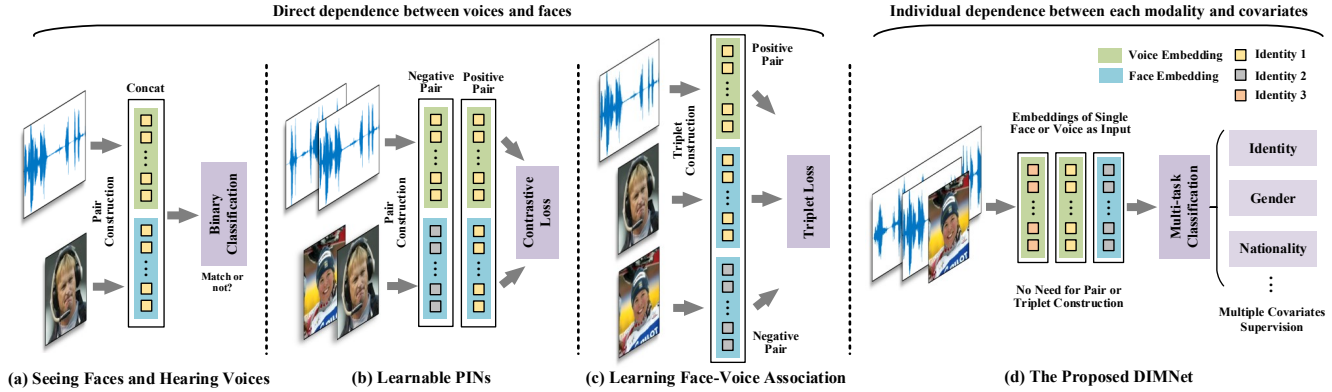 Direct dependence between voices and faces
Individual dependence between each modality and covariates
Concat
Pair
Construction
Binary
Classification
Match or
not?
(a) Seeing Faces and Hearing Voices
Negative
Pair
Positive
Pair
Pair
Construction
Contrastive
Loss
(b) Learnable PINs
Positive
Pair
Triplet
Construction
Triplet Loss
Negative
Pair
(c) Learning Face-Voice Association
Voice Embedding
Face Embedding
Identity 1
Identity 2
Identity 3
Embeddings of Single
Face or Voice as Input
No Need for Pair or
Triplet Construction
Multi-task
Classification
Identity
Gender
Nationality
Multiple Covariates
Supervision
(d) The Proposed DIMNet